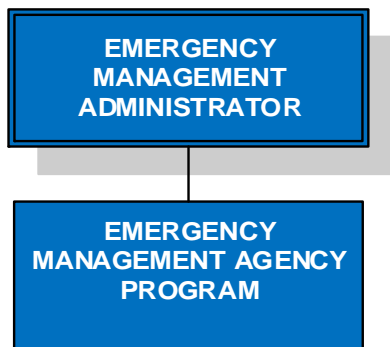 EMERGENCY
MANAGEMENT
ADMINISTRATOR
EMERGENCY
MANAGEMENT AGENCY
PROGRAM